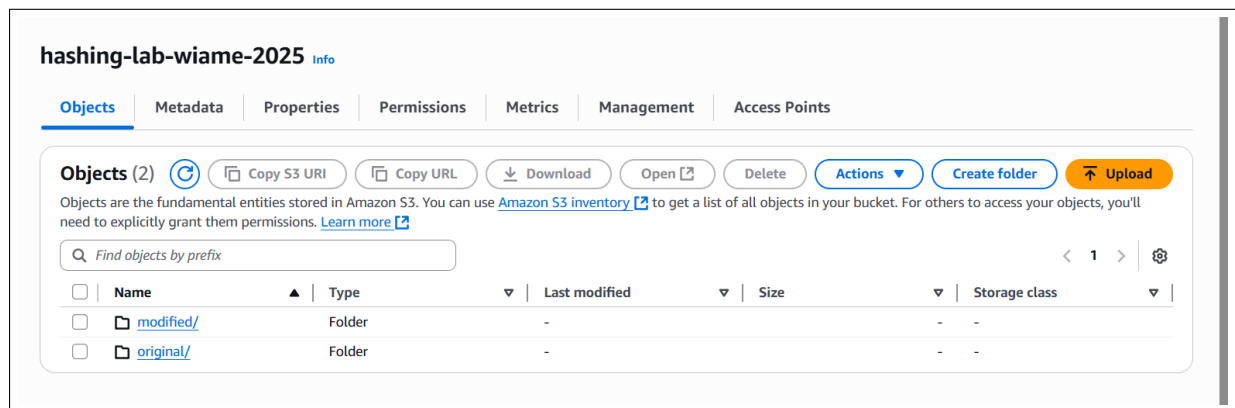 hashing-lab-wiame-2025 Info
Objects Metadata Properties Permissions Metrics Management Access Points
Objects (2) Copy S3 URI Copy URL Download Open Delete Actions Create folder Upload
Objects are the fundamental entities stored in Amazon S3. You can use Amazon S3 inventory to get a list of all objects in your bucket. For others to access your objects, you'll
need to explicitly grant them permissions. Learn more
Find objects by prefix 1
Name Type Last modified Size Storage class
modified/ Folder - - -
original/ Folder - - -